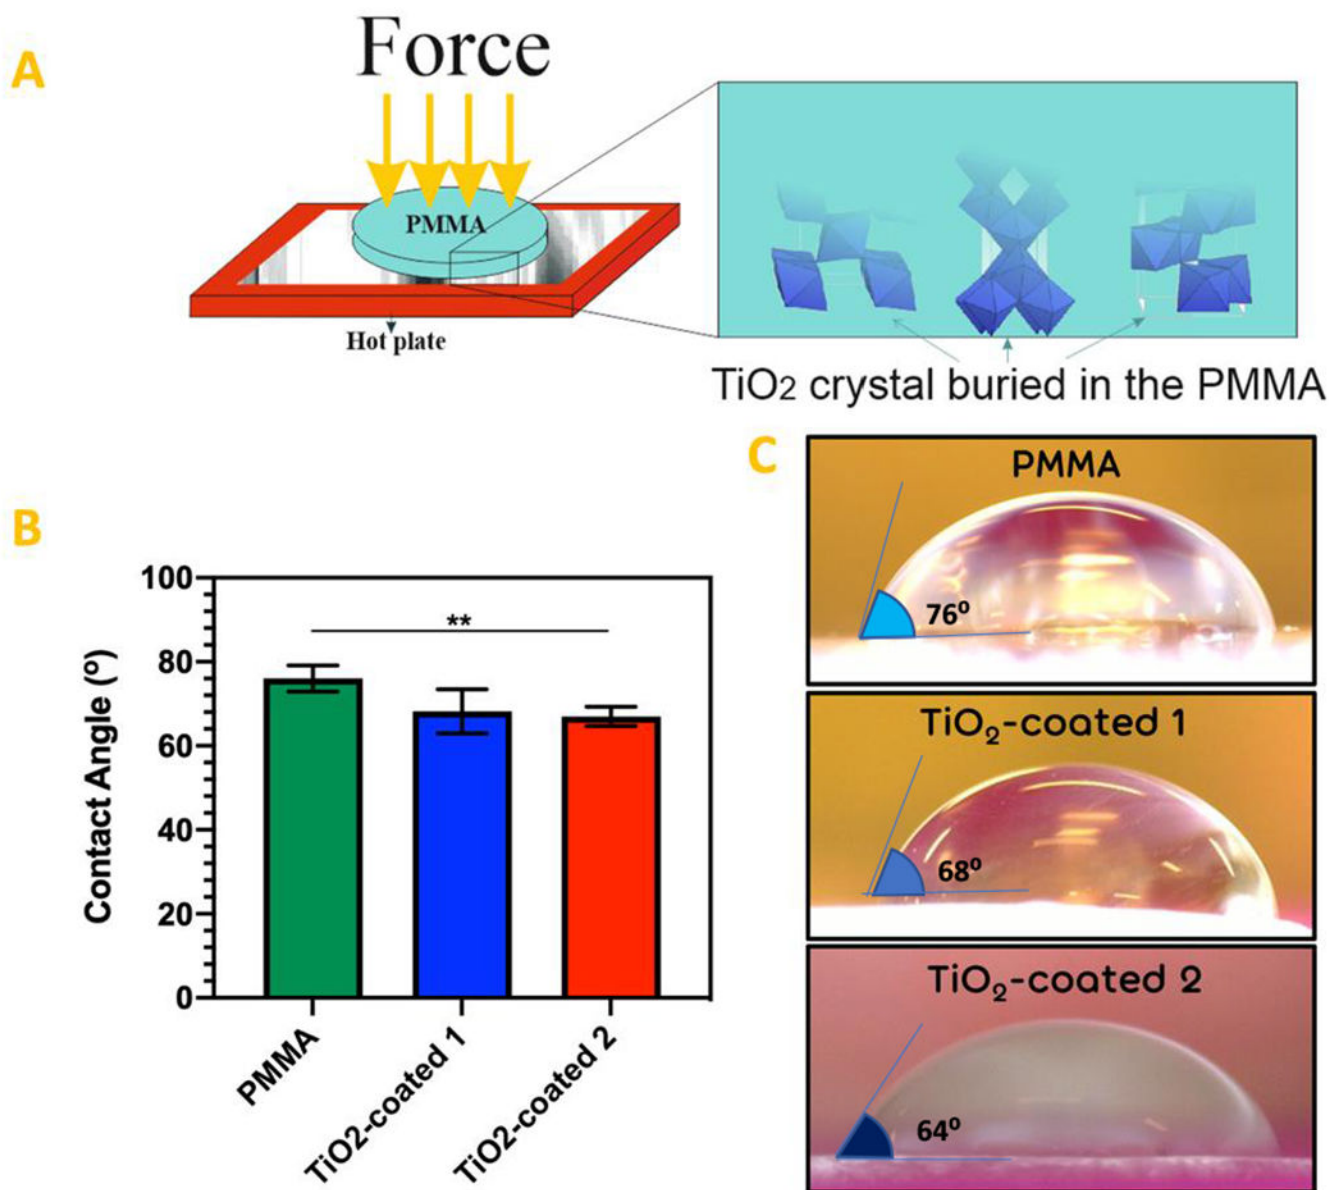 A
Force
PMMA
Hot plate
TiO2 crystal buried in the PMMA
B
100
80
60
40
20
0
Contact Angle (º)
**
PMMA
TiO2-coated 1
TiO2-coated 2
C
PMMA
76º
TiO₂-coated 1
68º
TiO₂-coated 2
64º